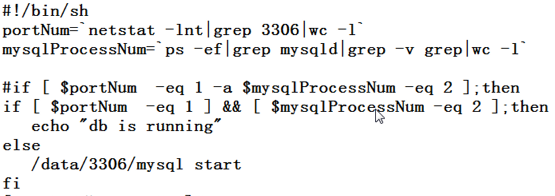 #!/bin/sh
portNum=`netstat -lnt|grep 3306|wc -l`
mysqlProcessNum=`ps -ef|grep mysqld|grep -v grep|wc -l`
#if [ $portNum  -eq 1 -a $mysqlProcessNum -eq 2 ];then
if [ $portNum  -eq 1 ] && [ $mysqlProcessNum -eq 2 ];then
   echo "db is running"
else
   /data/3306/mysql start
fi